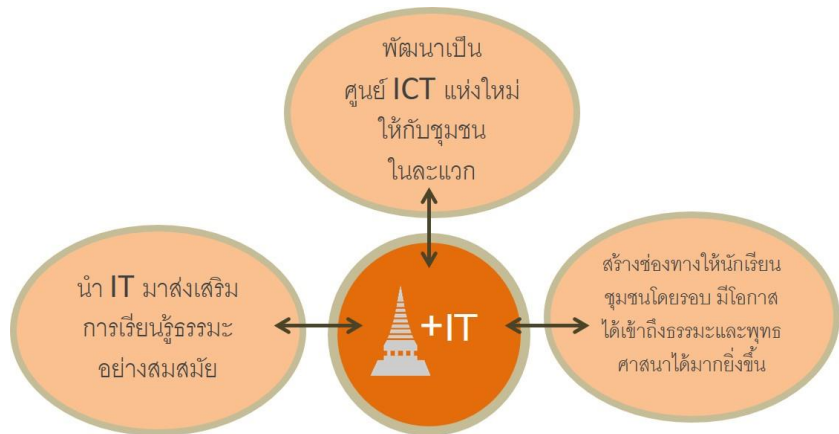 พัฒนาเป็น
ศูนย์ ICT แห่งใหม่
ให้กับชุมชน
ในละแวก
นำ IT มาส่งเสริม
การเรียนรู้ธรรมะ
อย่างสมสมัย
+IT
สร้างช่องทางให้นักเรียน
ชุมชนโดยรอบ มีโอกาส
ได้เข้าถึงธรรมะและพุทธ
ศาสนาได้มากยิ่งขึ้น